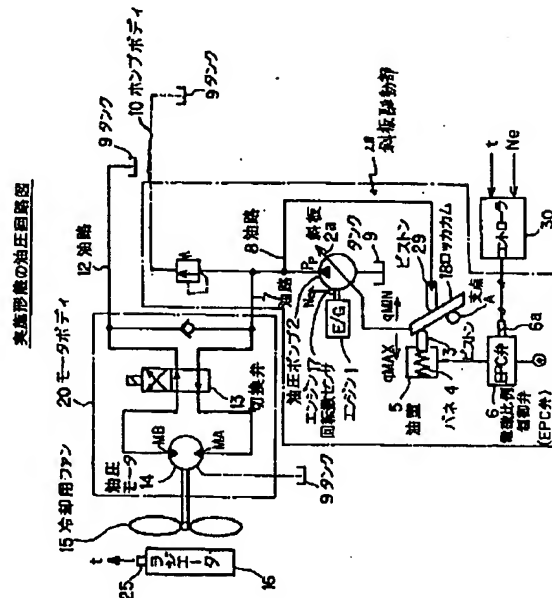 実施形態の油圧回路図
20 モータボディ
12 油路
9 タンク
10 ポンプボディ
9 タンク
15 冷却用ファン
油圧
モータ
14
MB
MA
13
切換弁
9 タンク
t
25
ラジエータ
16
7
油路
8 油路
28
斜板駆動部
油圧ポンプ 2
Pp
斜板
2a
タンク
9
Ne
エンジン 17
回転数センサ
E/G
エンジン 1
qMAX
qMIN
ピストン
29
18 ロッカカム
支点
A
3
ピストン
5
油室
バネ 4
6a
EPC弁
6
電磁比例
制御弁
(EPC弁)
コントローラ
30
t
Ne